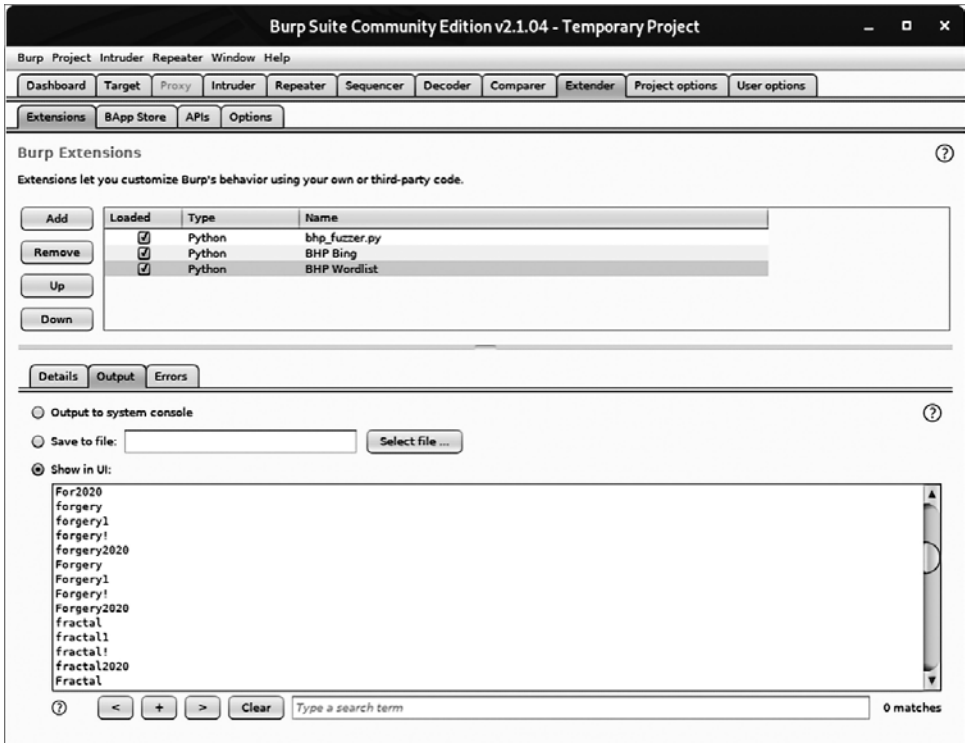 Burp Suite Community Edition v2.1.04 - Temporary Project
Burp Project Intruder Repeater Window Help
Dashboard Target Proxy Intruder Repeater Sequencer Decoder Comparer Extender Project options User options
Extensions BApp Store APIs Options
Burp Extensions
Extensions let you customize Burp's behavior using your own or third-party code.
Add
Remove
Up
Down
Loaded Type Name
Python bhp_fuzzer.py
Python BHP Bing
Python BHP Wordlist
Details Output Errors
Output to system console
Save to file: Select file ...
Show in UI:
For2020
forgery
forgery1
forgery!
forgery2020
Forgery
Forgery1
Forgery!
Forgery2020
fractal
fractal1
fractal!
fractal2020
Fractal
? < + > Clear Type a search term 0 matches